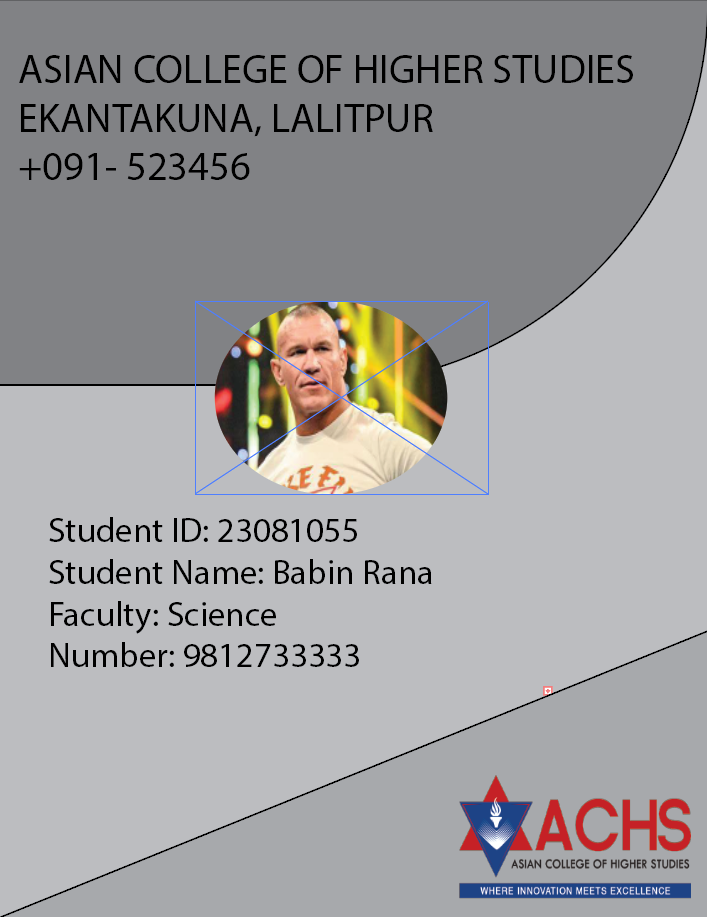 ASIAN COLLEGE OF HIGHER STUDIES
EKANTAKUNA, LALITPUR
+091- 523456
Student ID: 23081055
Student Name: Babin Rana
Faculty: Science
Number: 9812733333
ACHS
ASIAN COLLEGE OF HIGHER STUDIES
WHERE INNOVATION MEETS EXCELLENCE